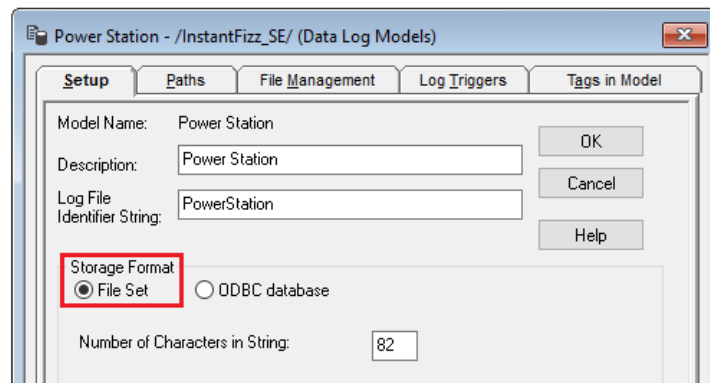 Power Station - /InstantFizz_SE/ (Data Log Models)
Setup Paths File Management Log Triggers Tags in Model
Model Name: Power Station
OK
Description: Power Station
Cancel
Log File
Identifier String: PowerStation
Help
Storage Format
File Set ODBC database
Number of Characters in String: 82